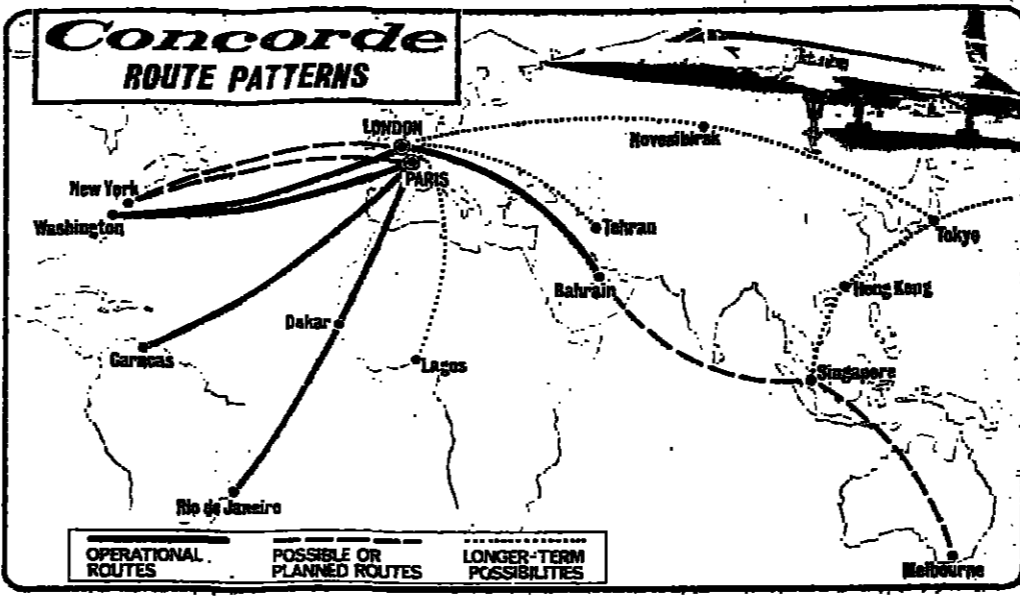 Concorde
ROUTE PATTERNS
LONDON
Novosibirsk
New York
PARIS
Washington
Tehran
Tokyo
Bahrain
Hong Kong
Dakar
Caracas
Lagos
Singapore
Rio de Janeiro
OPERATIONAL
ROUTES
POSSIBLE OR
PLANNED ROUTES
LONGER-TERM
POSSIBILITIES
Melbourne